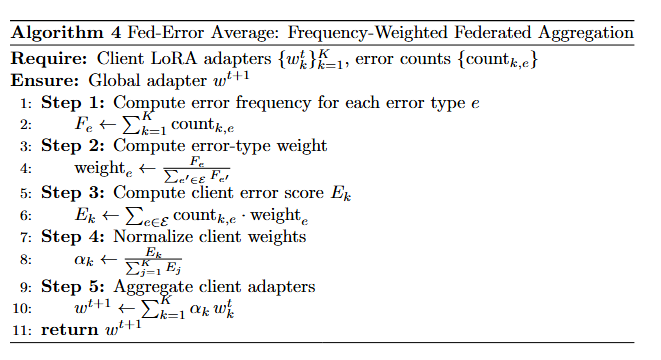 Algorithm 4 Fed-Error Average: Frequency-Weighted Federated Aggregation
Require: Client LoRA adapters {w_k^t}_{k=1}^K, error counts {count_{k,e}}
Ensure: Global adapter w^{t+1}
1: Step 1: Compute error frequency for each error type e
2: F_e ← ∑_{k=1}^K count_{k,e}
3: Step 2: Compute error-type weight
4: weight_e ← F_e / ∑_{e'∈ℰ} F_{e'}
5: Step 3: Compute client error score E_k
6: E_k ← ∑_{e∈ℰ} count_{k,e} · weight_e
7: Step 4: Normalize client weights
8: α_k ← E_k / ∑_{j=1}^K E_j
9: Step 5: Aggregate client adapters
10: w^{t+1} ← ∑_{k=1}^K α_k w_k^t
11: return w^{t+1}